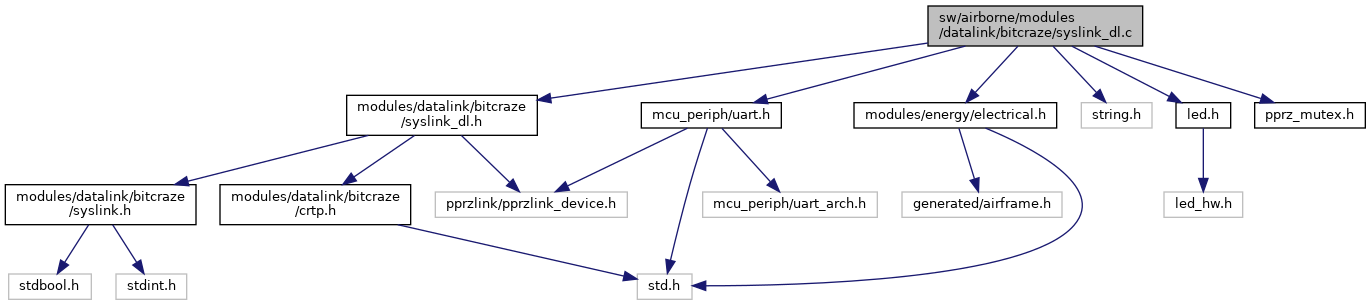 sw/airborne/modules
/datalink/bitcraze/syslink_dl.c
modules/datalink/bitcraze
/syslink_dl.h
mcu_periph/uart.h
modules/energy/electrical.h
string.h
led.h
pprz_mutex.h
modules/datalink/bitcraze
/syslink.h
modules/datalink/bitcraze
/crtp.h
pprzlink/pprzlink_device.h
mcu_periph/uart_arch.h
generated/airframe.h
led_hw.h
stdbool.h
stdint.h
std.h